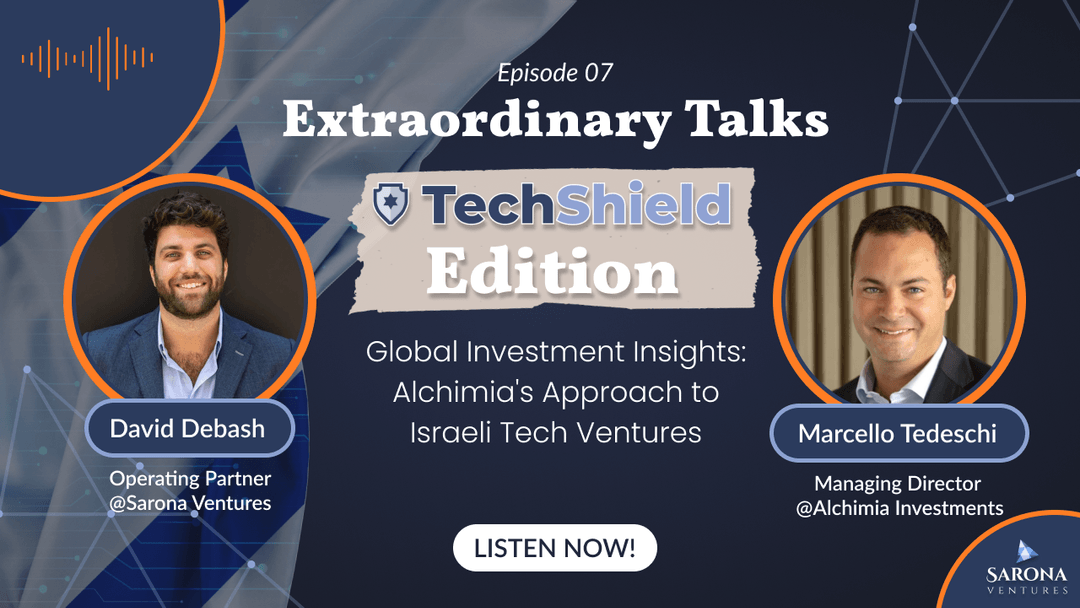 Episode 07
Extraordinary Talks
TechShield
Edition
Global Investment Insights:
Alchimia's Approach to
Israeli Tech Ventures
David Debash
Operating Partner
@Sarona Ventures
Marcello Tedeschi
Managing Director
@Alchimia Investments
LISTEN NOW!
SARONA
VENTURES